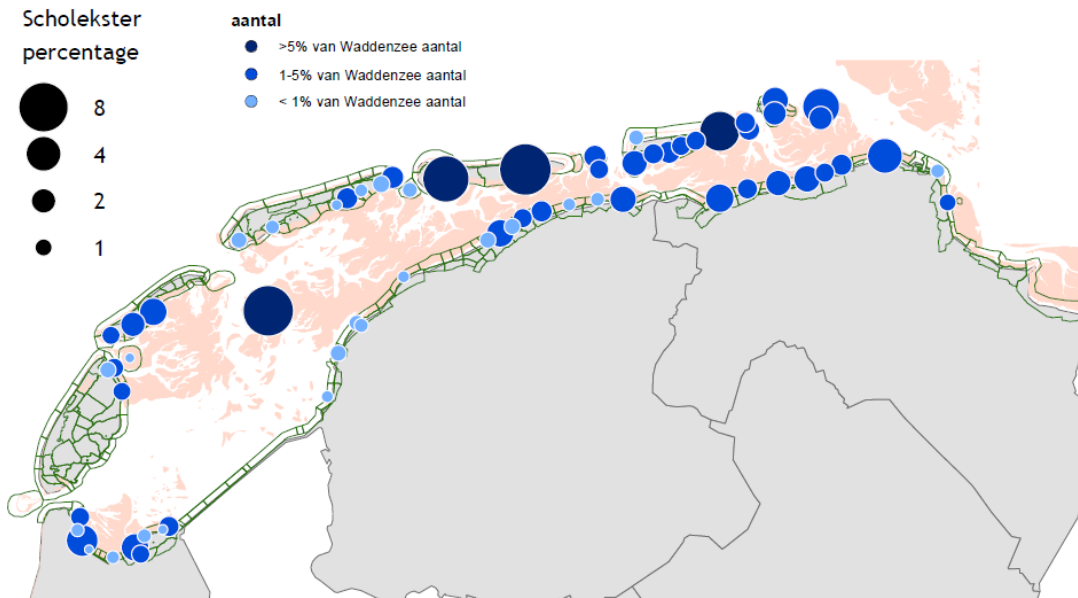 Scholekster
percentage
8
4
2
1
aantal
>5% van Waddenzee aantal
1-5% van Waddenzee aantal
< 1% van Waddenzee aantal